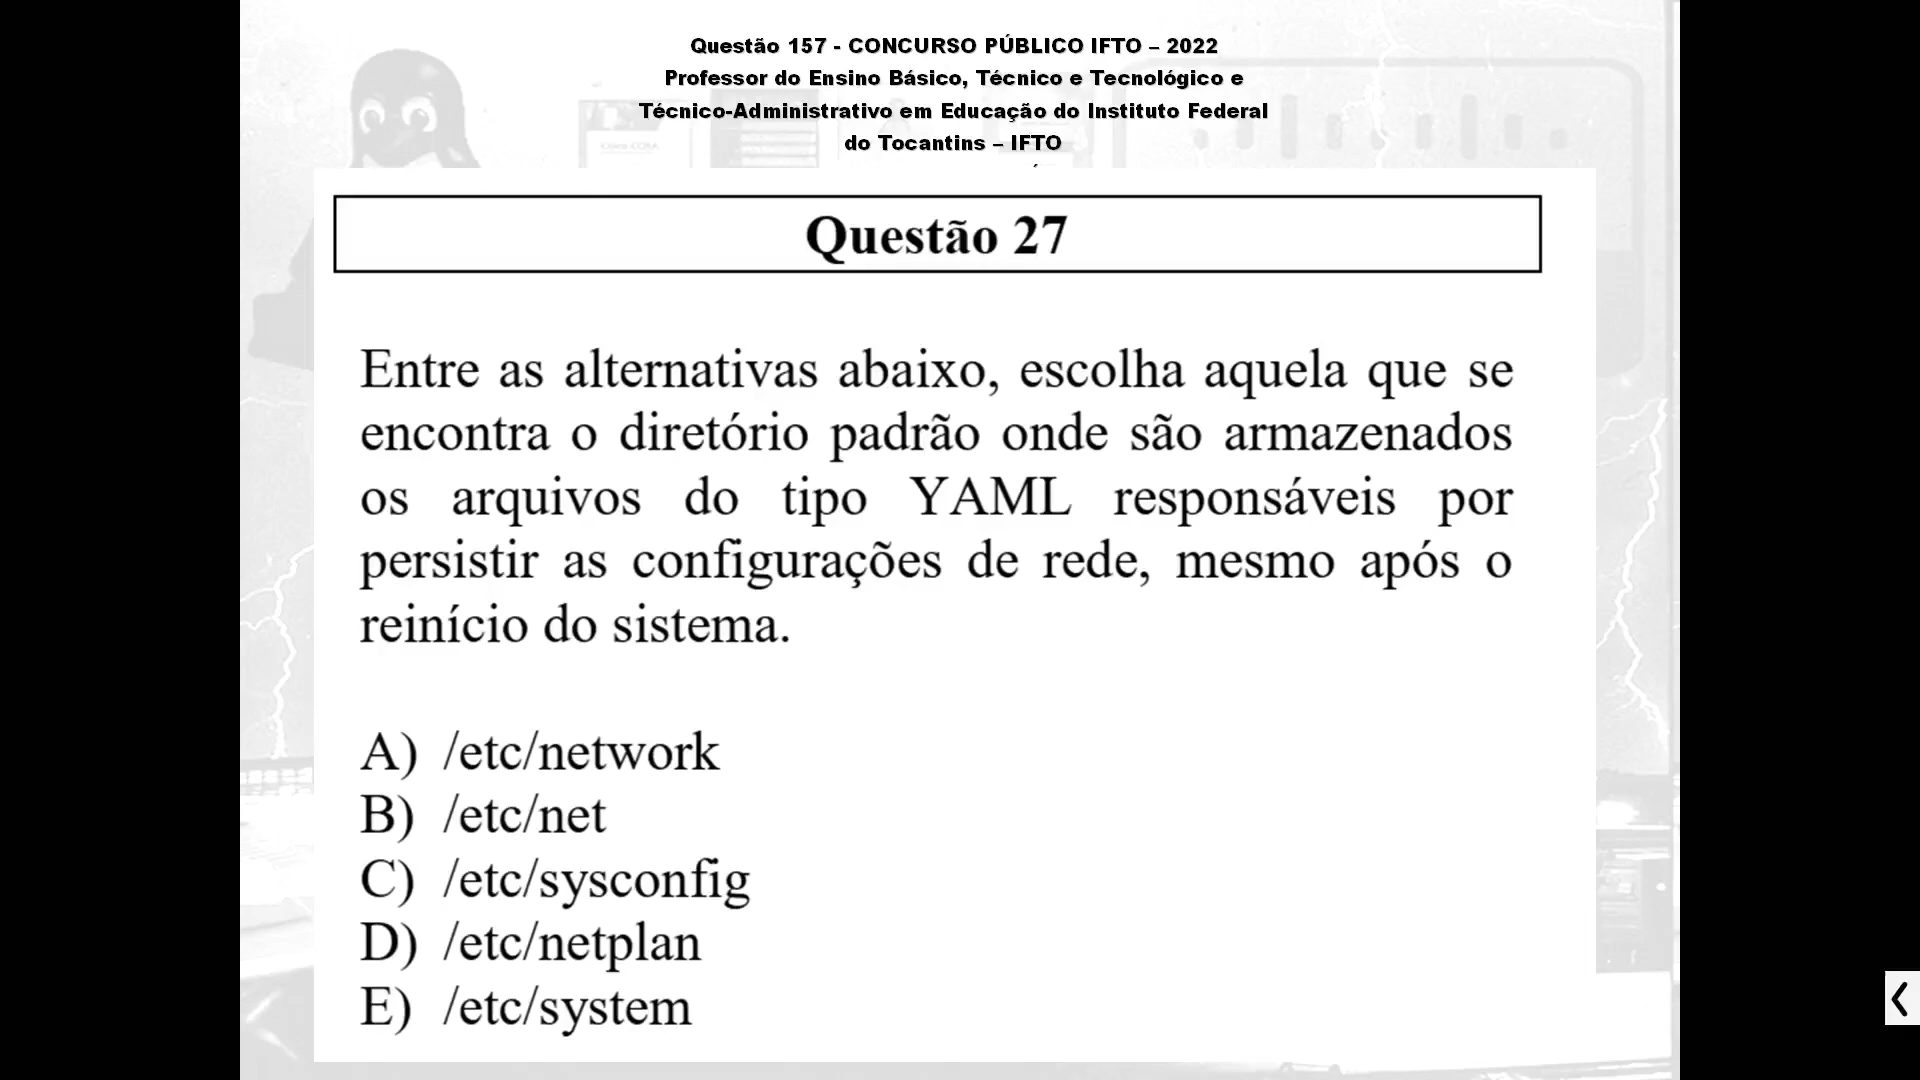 Questão 157 - CONCURSO PÚBLICO IFTO – 2022
Professor do Ensino Básico, Técnico e Tecnológico e
Técnico-Administrativo em Educação do Instituto Federal
do Tocantins – IFTO
Questão 27
Entre as alternativas abaixo, escolha aquela que se
encontra o diretório padrão onde são armazenados
os arquivos do tipo YAML responsáveis por
persistir as configurações de rede, mesmo após o
reinício do sistema.
A) /etc/network
B) /etc/net
C) /etc/sysconfig
D) /etc/netplan
E) /etc/system